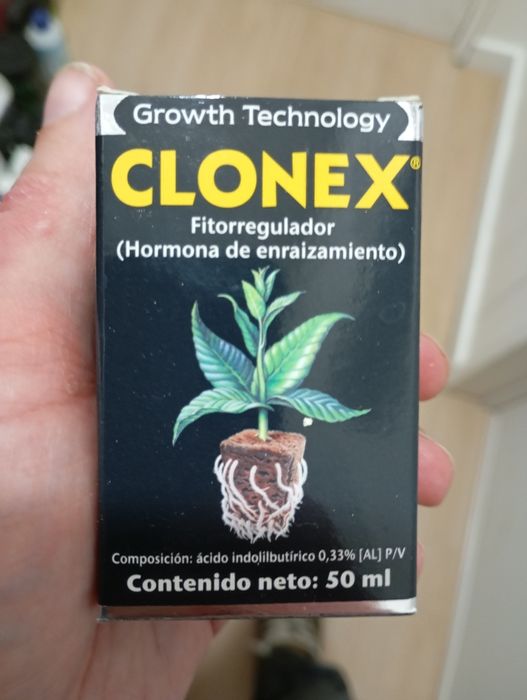 Growth Technology
CLONEX®
Fitorregulador
(Hormona de enraizamiento)
Composición: ácido indolilbutírico 0,33% [AL] P/V
Contenido neto: 50 ml